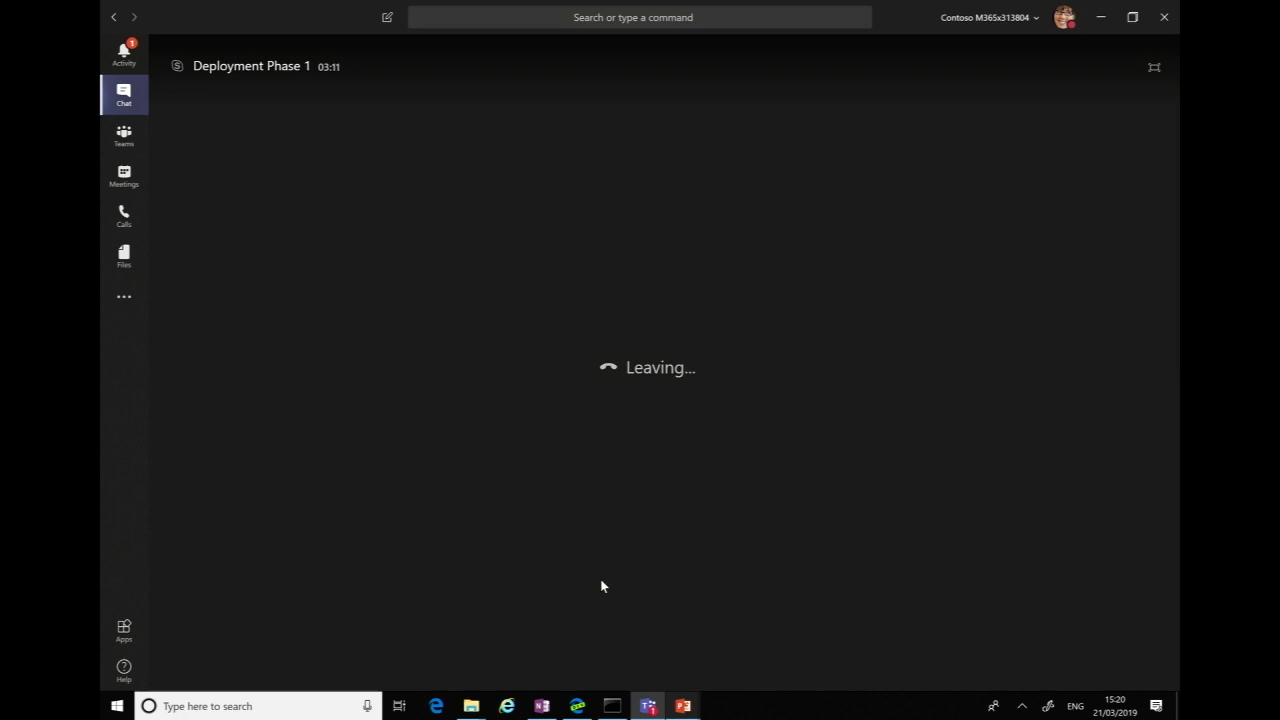 Search or type a command
Contoso M365x313804
1
Activity
Deployment Phase 1 03:11
Chat
Teams
Meetings
Calls
Files
Leaving...
Apps
Help
Type here to search
ENG
15:20
21/03/2019